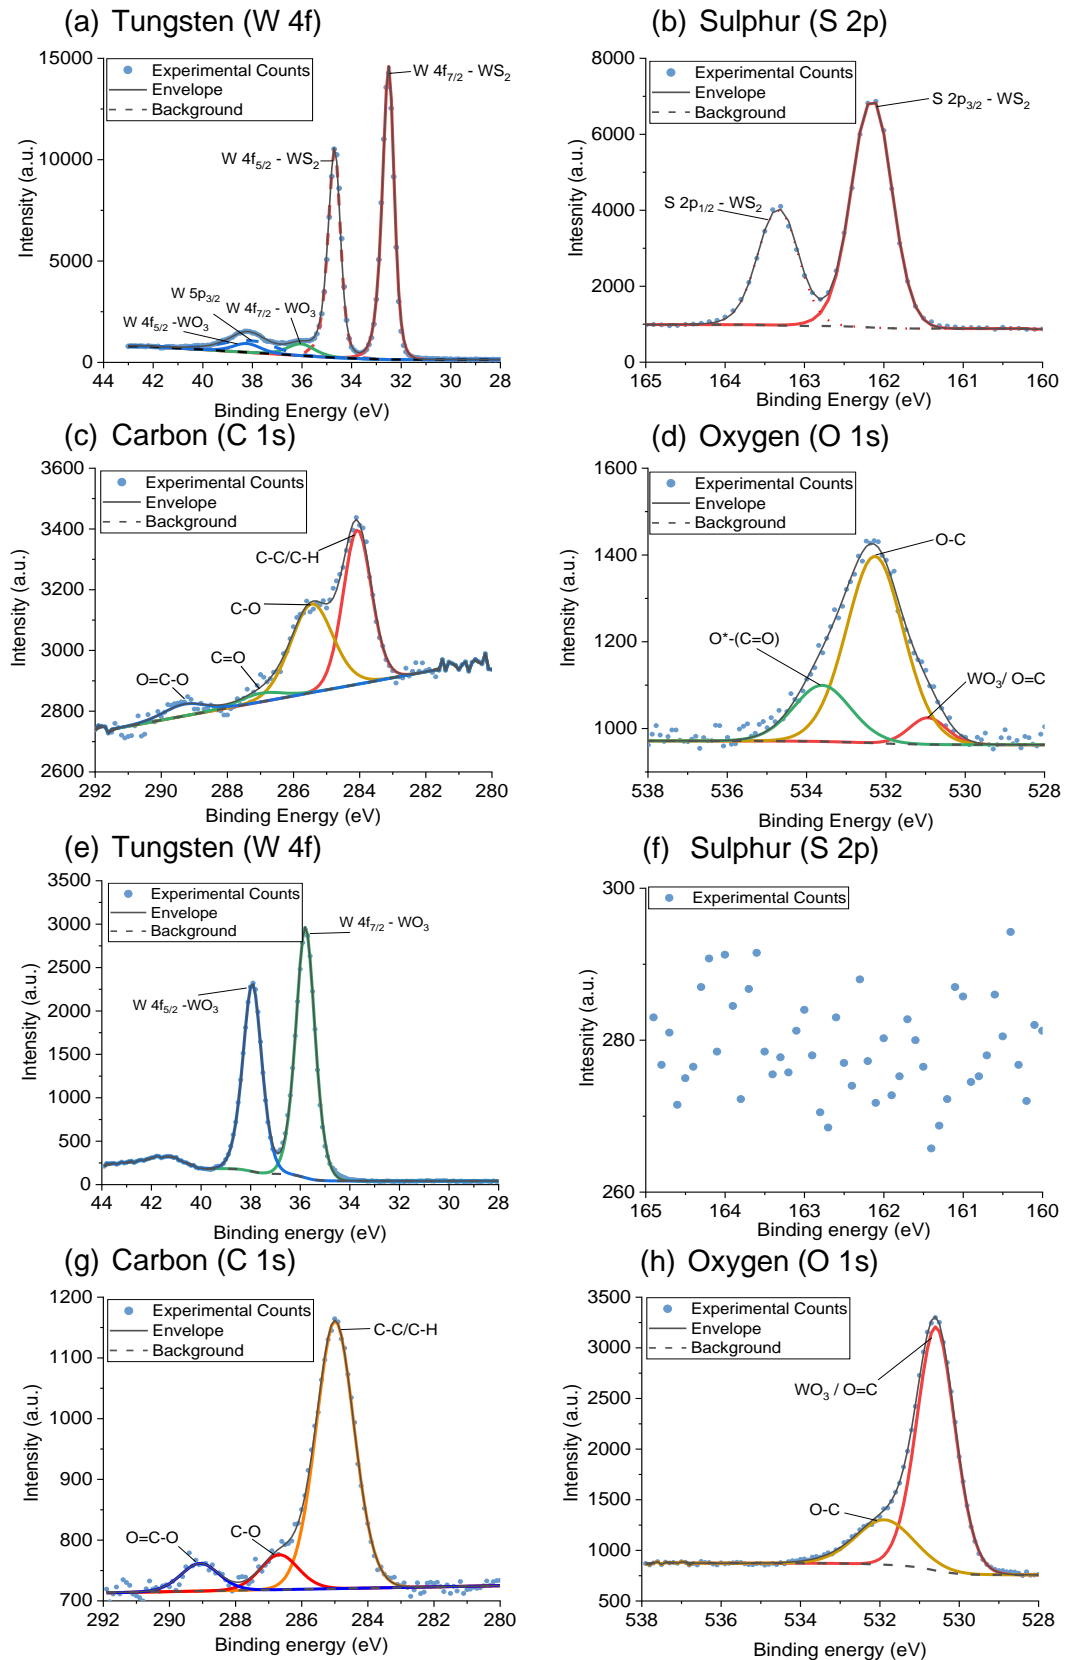 (a) Tungsten (W 4f)
Experimental Counts
Envelope
Background
W 4f7/2 - WS2
W 4f5/2 - WS2
W 5p3/2
W 4f7/2 - WO3
W 4f5/2 -WO3
Intensity (a.u.)
15000
10000
5000
0
44 42 40 38 36 34 32 30 28
Binding Energy (eV)
(b) Sulphur (S 2p)
Experimental Counts
Envelope
Background
S 2p3/2 - WS2
S 2p1/2 - WS2
Intesnity (a.u.)
8000
6000
4000
2000
0
165 164 163 162 161 160
Binding Energy (eV)
(c) Carbon (C 1s)
Experimental Counts
Envelope
Background
C-C/C-H
C-O
C=O
O=C-O
Intensity (a.u.)
3600
3400
3200
3000
2800
2600
292 290 288 286 284 282 280
Binding Energy (eV)
(d) Oxygen (O 1s)
Experimental Counts
Envelope
Background
O-C
O*-(C=O)
WO3/ O=C
Intensity (a.u.)
1600
1400
1200
1000
538 536 534 532 530 528
Binding Energy (eV)
(e) Tungsten (W 4f)
Experimental Counts
Envelope
Background
W 4f7/2 - WO3
W 4f5/2 -WO3
Intensity (a.u.)
3500
3000
2500
2000
1500
1000
500
0
44 42 40 38 36 34 32 30 28
Binding energy (eV)
(f) Sulphur (S 2p)
Experimental Counts
Intesnity (a.u.)
300
280
260
165 164 163 162 161 160
Binding energy (eV)
(g) Carbon (C 1s)
Experimental Counts
Envelope
Background
C-C/C-H
C-O
O=C-O
Intensity (a.u.)
1200
1100
1000
900
800
700
292 290 288 286 284 282 280
Binding energy (eV)
(h) Oxygen (O 1s)
Experimental Counts
Envelope
Background
WO3 / O=C
O-C
Intensity (a.u.)
3500
3000
2500
2000
1500
1000
500
538 536 534 532 530 528
Binding energy (eV)